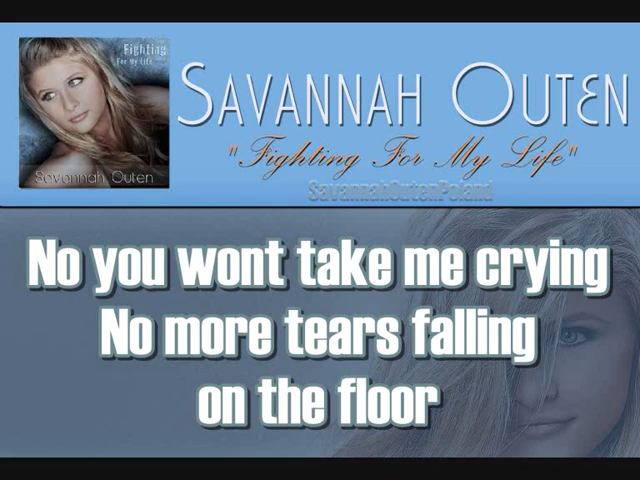 Fighting
For My Life
Savannah Outen
SAVANNAH OUTEN
"Fighting For My Life"
SavannahOutenPoland
No you wont take me crying
No more tears falling
on the floor